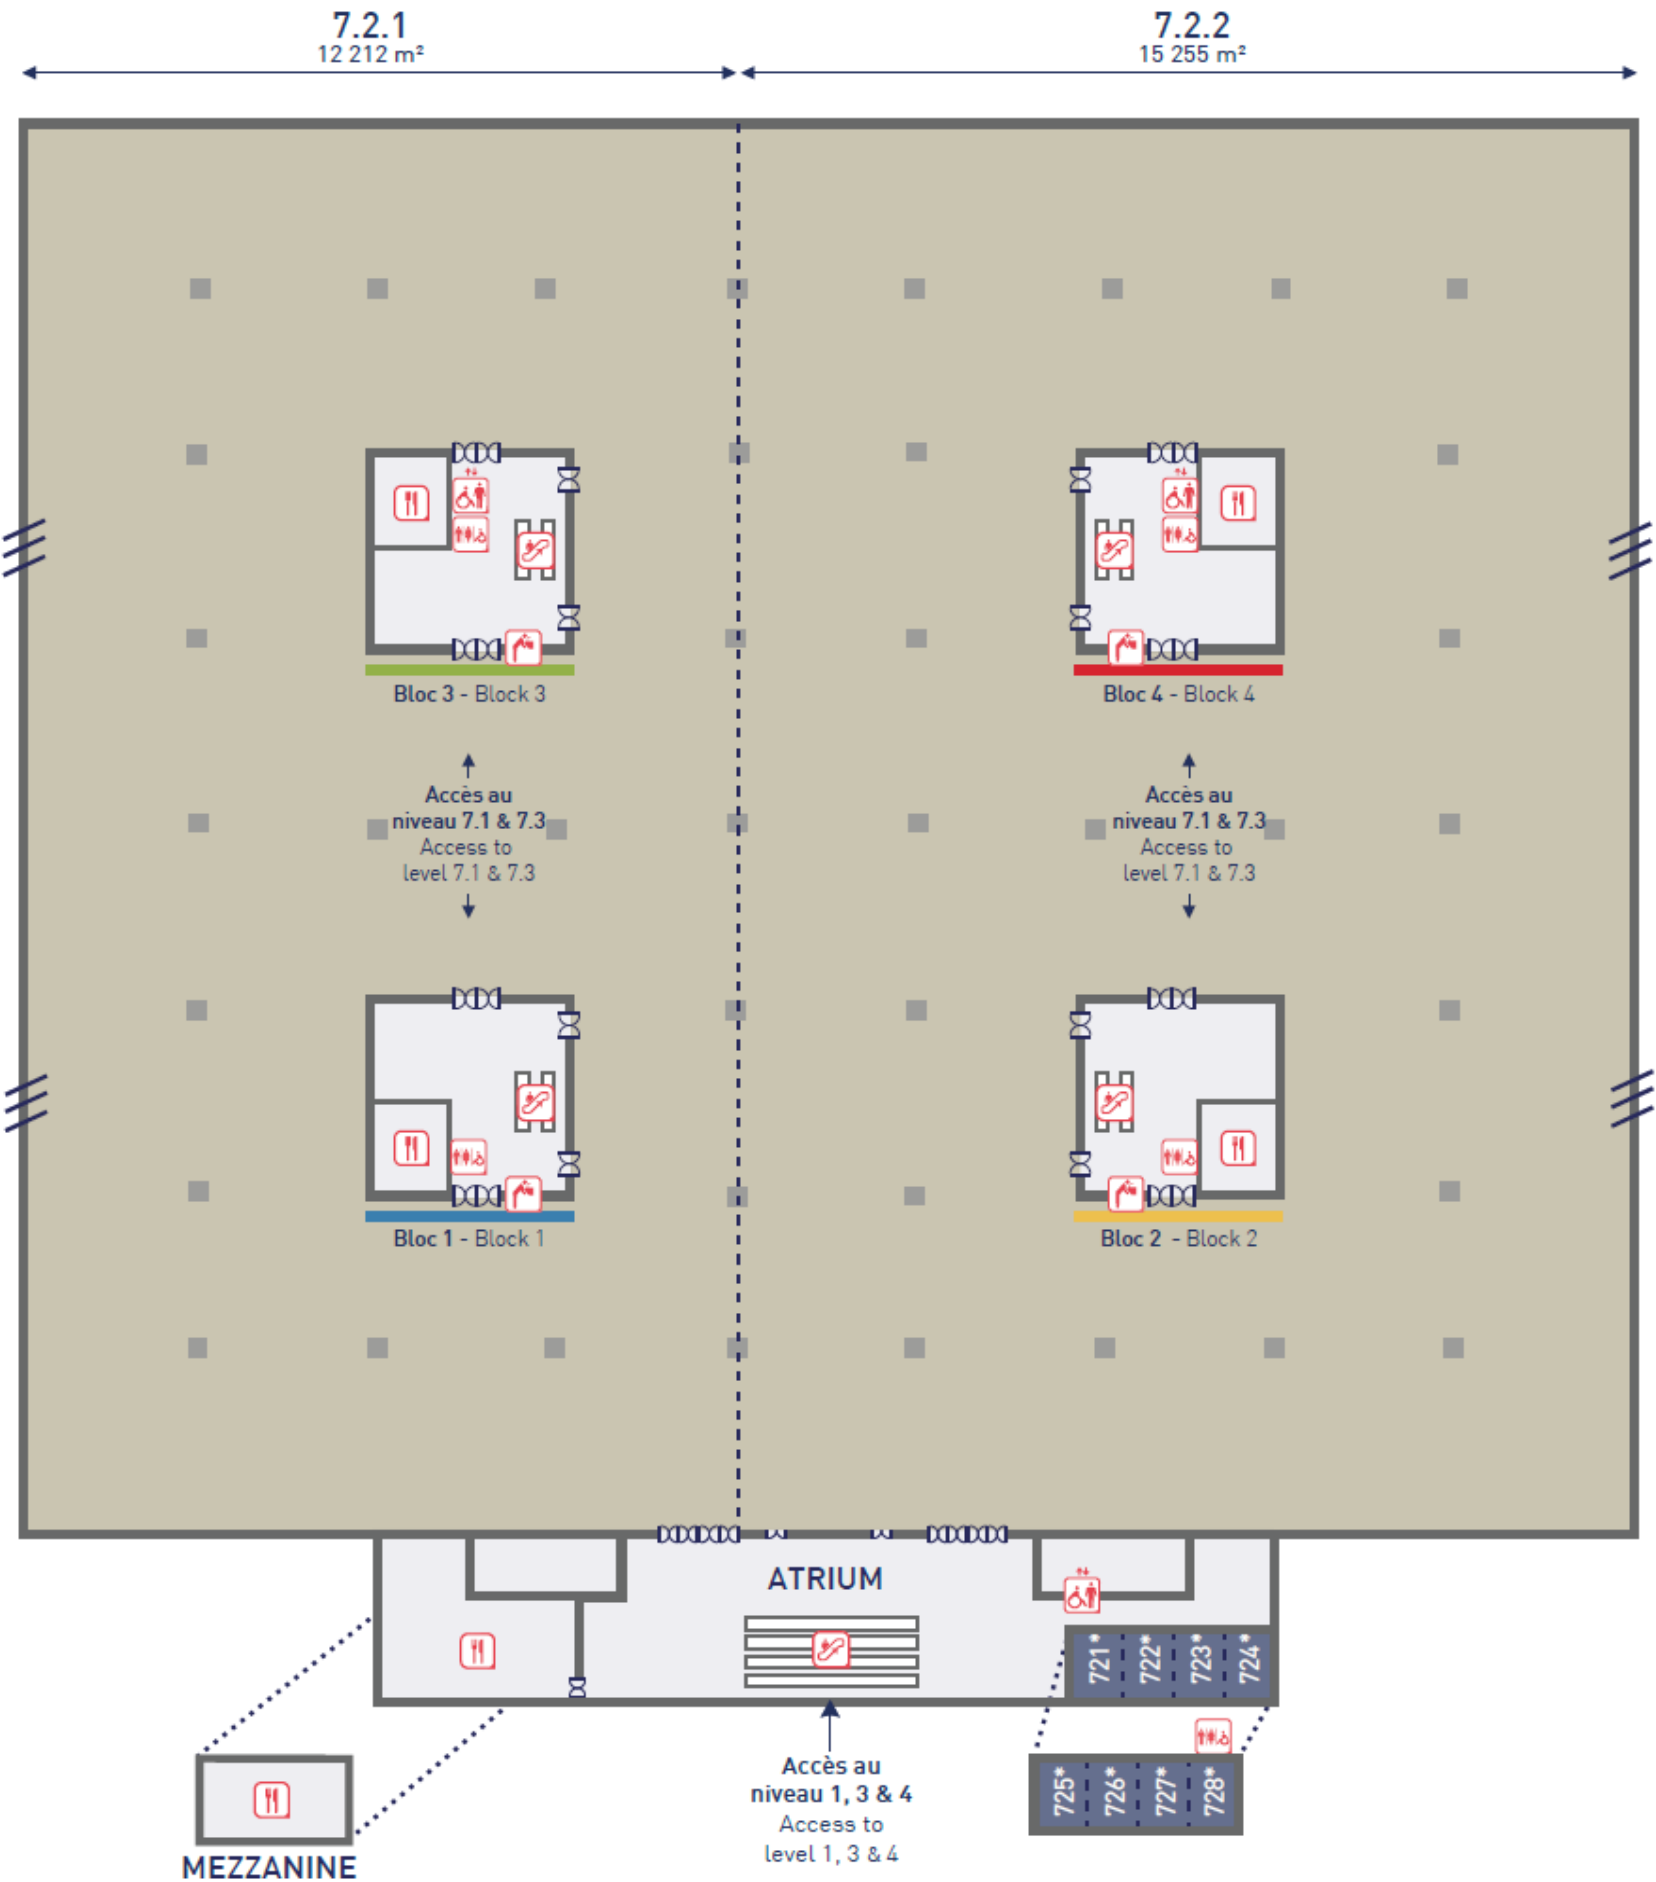 7.2.1
12 212 m²
7.2.2
15 255 m²
Bloc 3 - Block 3
Bloc 4 - Block 4
Accès au
niveau 7.1 & 7.3
Access to
level 7.1 & 7.3
Accès au
niveau 7.1 & 7.3
Access to
level 7.1 & 7.3
Bloc 1 - Block 1
Bloc 2 - Block 2
ATRIUM
721*
722*
723*
724*
725*
726*
727*
728*
Accès au
niveau 1, 3 & 4
Access to
level 1, 3 & 4
MEZZANINE